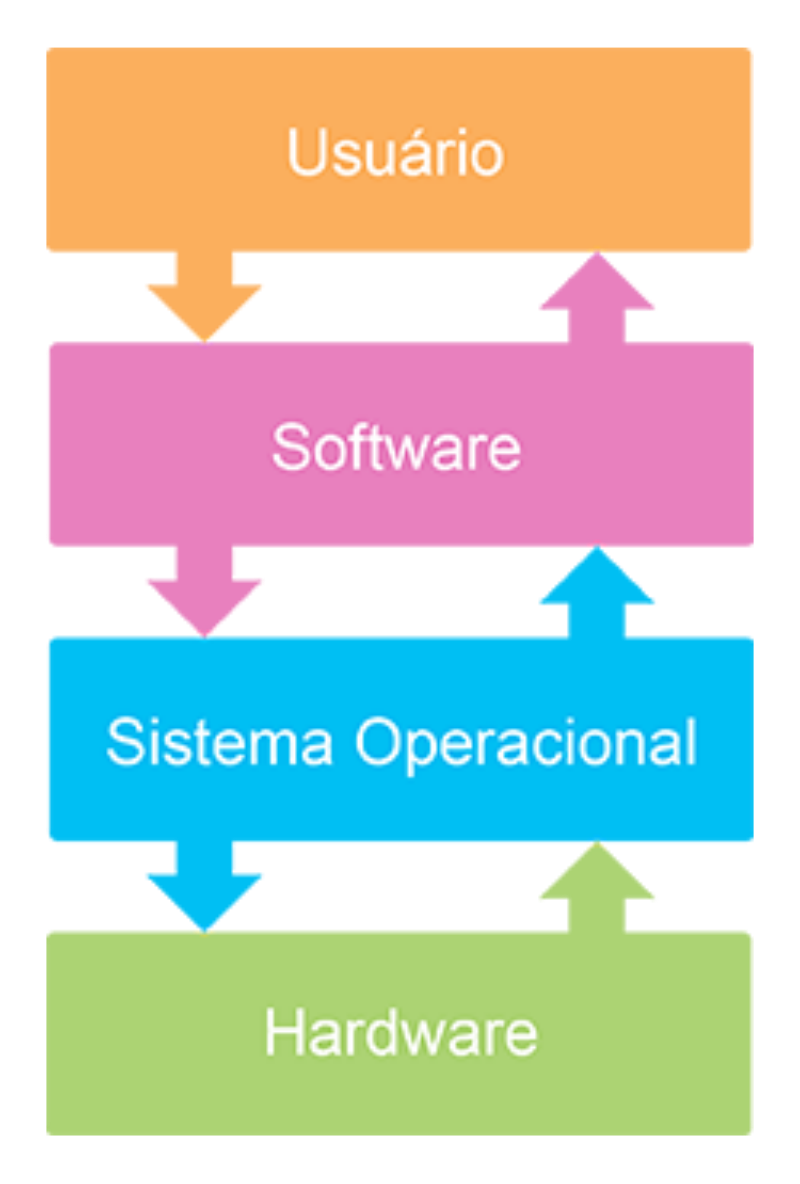 Usuário
Software
Sistema Operacional
Hardware